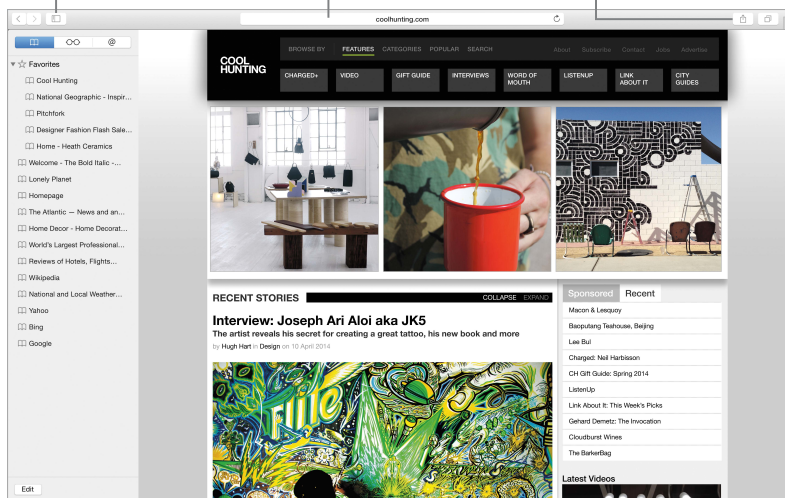 coolhunting.com
@
Favorites
Cool Hunting
National Geographic - Inspir...
Pitchfork
Designer Fashion Flash Sale...
Home - Heath Ceramics
Welcome - The Bold Italic -...
Lonely Planet
Homepage
The Atlantic — News and an...
Home Decor - Home Decorat...
World's Largest Professional...
Reviews of Hotels, Flights...
Wikipedia
National and Local Weather...
Yahoo
Bing
Google
Edit
COOL
HUNTING
BROWSE BY FEATURES CATEGORIES POPULAR SEARCH
About Subscribe Contact Jobs Advertise
CHARGED+
VIDEO
GIFT GUIDE
INTERVIEWS
WORD OF
MOUTH
LISTENUP
LINK
ABOUT IT
CITY
GUIDES
RECENT STORIES
COLLAPSE EXPAND
Interview: Joseph Ari Aloi aka JK5
The artist reveals his secret for creating a great tattoo, his new book and more
by Hugh Hart in Design on 10 April 2014
Sponsored Recent
Macon & Lesquoy
Baoputang Teahouse, Beijing
Lee Bul
Charged: Neil Harbisson
CH Gift Guide: Spring 2014
ListenUp
Link About It: This Week's Picks
Gehard Demetz: The Invocation
Cloudburst Wines
The BarkerBag
Latest Videos